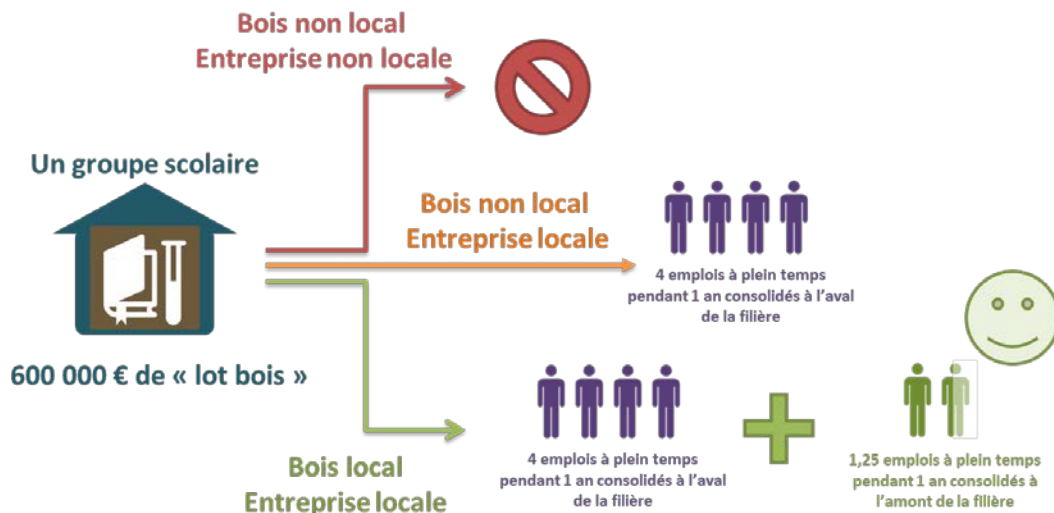 Bois non local
Entreprise non locale
Un groupe scolaire
600 000 € de « lot bois »
Bois non local
Entreprise locale
4 emplois à plein temps
pendant 1 an consolidés à l'aval
de la filière
Bois local
Entreprise locale
4 emplois à plein temps
pendant 1 an consolidés à l'aval
de la filière
1,25 emplois à plein temps
pendant 1 an consolidés à
l'amont de la filière